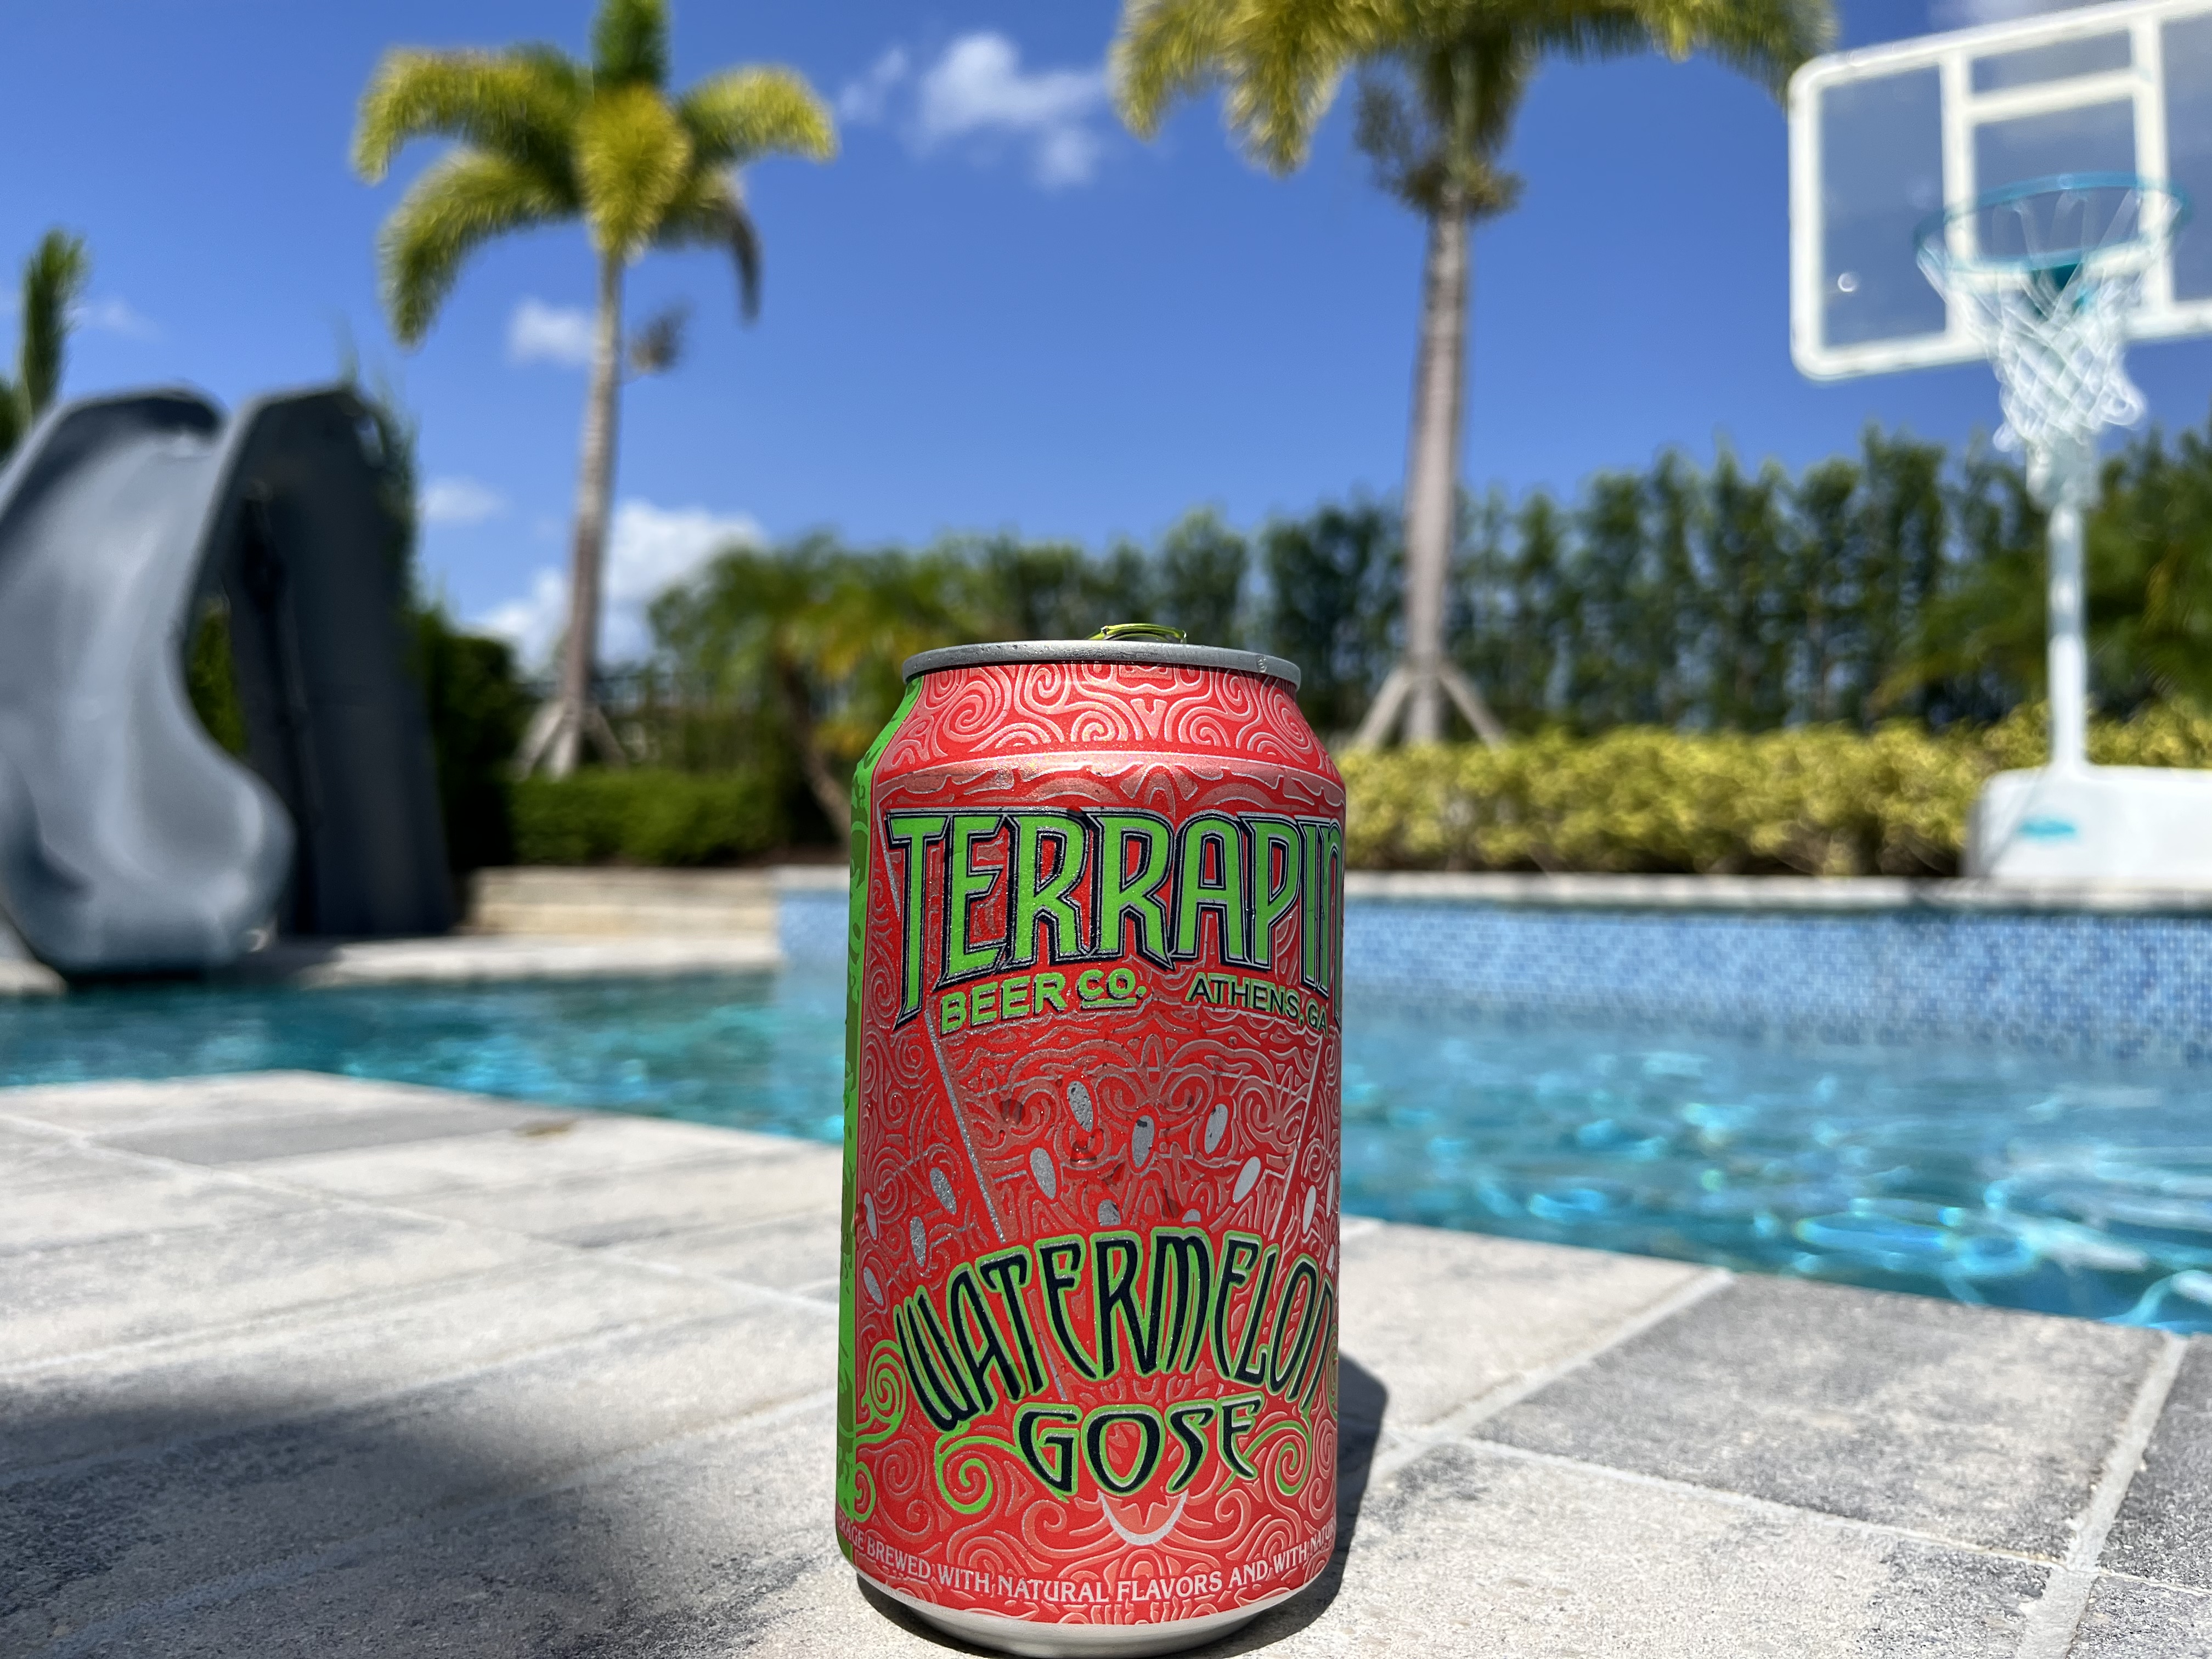 TERRAPIN
BEER CO. ATHENS, GA
WATERMELON
GOSE
BREWED WITH NATURAL FLAVORS AND WITH